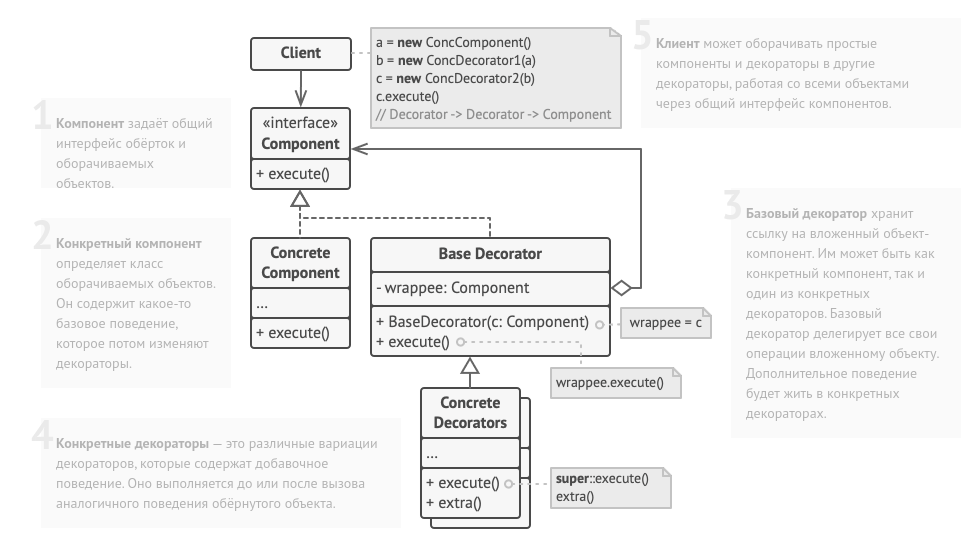 Client
a = new ConcComponent()
b = new ConcDecorator1(a)
c = new ConcDecorator2(b)
c.execute()
// Decorator -> Decorator -> Component
5
Клиент может оборачивать простые
компоненты и декораторы в другие
декораторы, работая со всеми объектами
через общий интерфейс компонентов.
1
Компонент задаёт общий
интерфейс обёрток и
оборачиваемых
объектов.
«interface»
Component
+ execute()
2
Конкретный компонент
определяет класс
оборачиваемых объектов.
Он содержит какое-то
базовое поведение,
которое потом изменяют
декораторы.
Concrete
Component
...
+ execute()
Base Decorator
- wrappee: Component
+ BaseDecorator(c: Component)
+ execute()
wrappee = c
wrappee.execute()
3
Базовый декоратор хранит
ссылку на вложенный объект-
компонент. Им может быть как
конкретный компонент, так и
один из конкретных
декораторов. Базовый
декоратор делегирует все свои
операции вложенному объекту.
Дополнительное поведение
будет жить в конкретных
декораторах.
4
Конкретные декораторы — это различные вариации
декораторов, которые содержат добавочное
поведение. Оно выполняется до или после вызова
аналогичного поведения обёрнутого объекта.
Concrete
Decorators
...
+ execute()
+ extra()
super::execute()
extra()